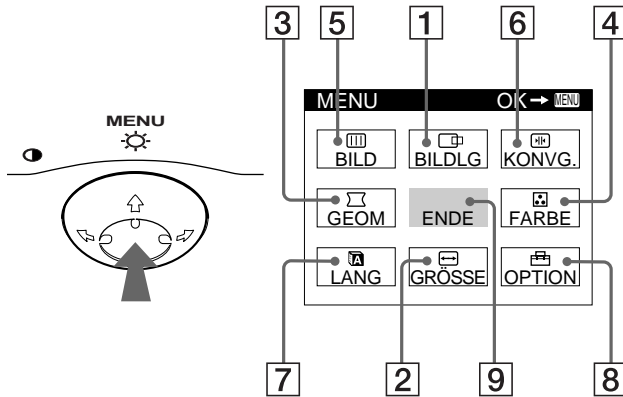 3 5 1 6 4
MENU
MENU OK→ MENU
BILD BILDLG KONVG.
GEOM ENDE FARBE
A
LANG GRÖSSE OPTION
7 2 9 8